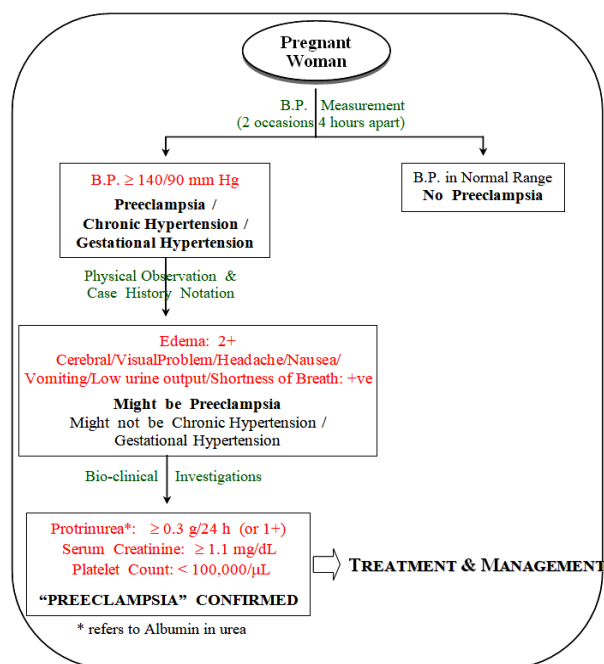 Pregnant
Woman
B.P. Measurement
(2 occasions 4 hours apart)
B.P. ≥ 140/90 mm Hg
Preeclampsia /
Chronic Hypertension /
Gestational Hypertension
B.P. in Normal Range
No Preeclampsia
Physical Observation &
Case History Notation
Edema: 2+
Cerebral/VisualProblem/Headache/Nausea/
Vomiting/Low urine output/Shortness of Breath: +ve
Might be Preeclampsia
Might not be Chronic Hypertension /
Gestational Hypertension
Bio-clinical Investigations
Protrinurea*: ≥ 0.3 g/24 h (or 1+)
Serum Creatinine: ≥ 1.1 mg/dL
Platelet Count: < 100,000/µL
“PREECLAMPSIA” CONFIRMED
TREATMENT & MANAGEMENT
* refers to Albumin in urea